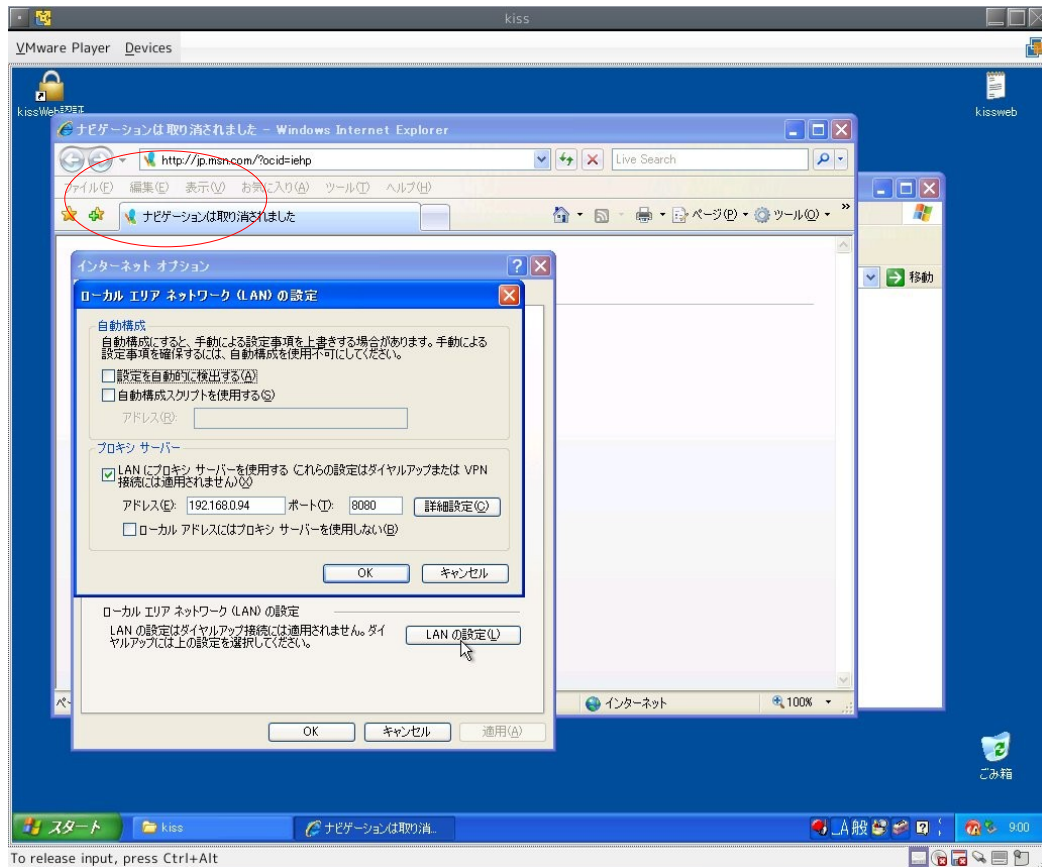 kiss
VMware Player Devices
kissWeb認証
kissweb
ナビゲーションは取り消されました - Windows Internet Explorer
http://jp.msn.com/?ocid=iehp
Live Search
ファイル(F) 編集(E) 表示(V) お気に入り(A) ツール(T) ヘルプ(H)
ナビゲーションは取り消されました
ページ(P) ツール(O) »
移動
インターネット オプション
ローカル エリア ネットワーク (LAN) の設定
自動構成
自動構成にすると、手動による設定事項を上書きする場合があります。手動による
設定事項を確保するには、自動構成を使用不可にしてください。
設定を自動的に検出する(A)
自動構成スクリプトを使用する(S)
アドレス(R):
プロキシ サーバー
LAN にプロキシ サーバーを使用する (これらの設定はダイヤルアップまたは VPN
接続には適用されません)(X)
アドレス(E): 192.168.0.94 ポート(T): 8080 詳細設定(C)
ローカル アドレスにはプロキシ サーバーを使用しない(B)
OK キャンセル
ローカル エリア ネットワーク (LAN) の設定
LAN の設定はダイヤルアップ接続には適用されません。ダイ
ヤルアップには上の設定を選択してください。
LAN の設定(L)
インターネット 100%
OK キャンセル 適用(A)
ごみ箱
スタート kiss ナビゲーションは取り消... A 般 9:00
To release input, press Ctrl+Alt